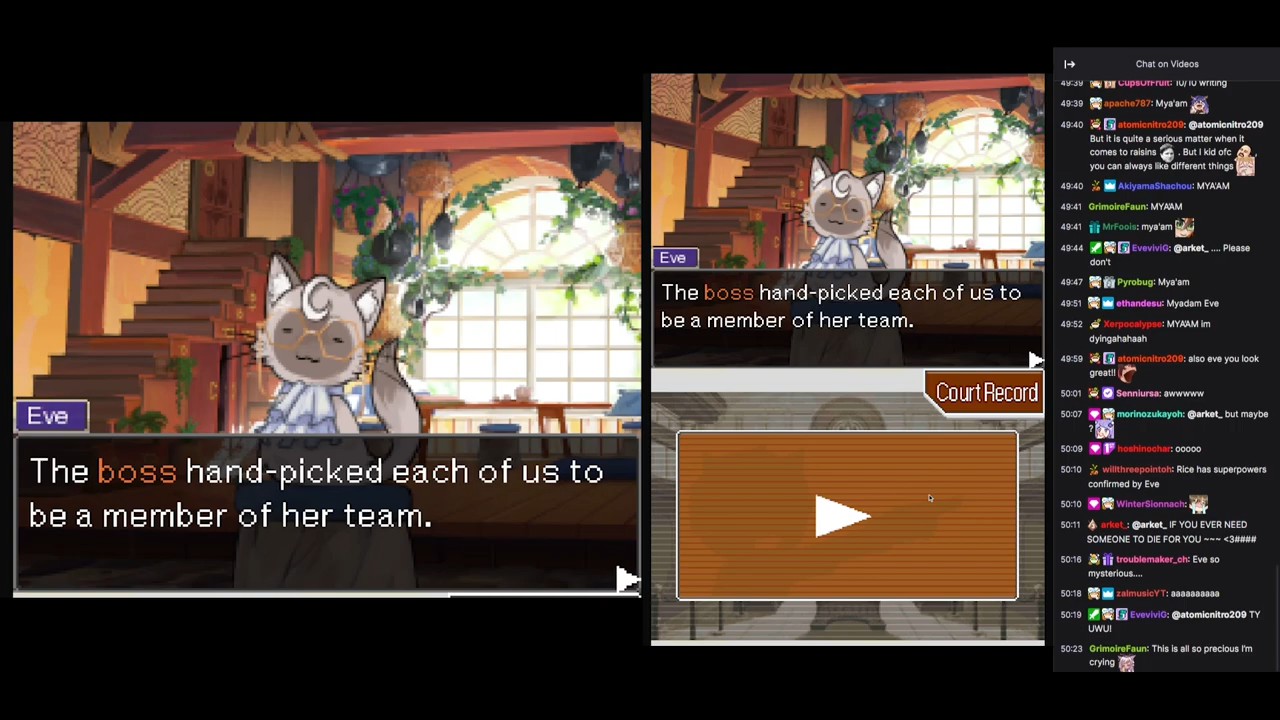 Eve
The boss hand-picked each of us to
be a member of her team.
Eve
The boss hand-picked each of us to
be a member of her team.
Court Record
Chat on Videos
49:39 CupsOfFruit: 10/10 writing
49:39 apache787: Mya'am
49:40 atomicnitro209: @atomicnitro209
But it is quite a serious matter when it
comes to raisins . But I kid ofc
you can always like different things
49:40 AkiyamaShachou: MYA'AM
49:41 GrimoireFaun: MYA'AM
49:41 MrFoois: mya'am
49:44 EveviviG: @arket_ .... Please
don't
49:47 Pyrobug: Mya'am
49:51 ethandesu: Myadam Eve
49:52 Xerpocalypse: MYA'AM im
dyingahahaah
49:59 atomicnitro209: also eve you look
great!!
50:01 Senniursa: awwwww
50:07 morinozukayoh: @arket_ but maybe
?
50:09 hoshinochar: ooooo
50:10 willthreepointoh: Rice has superpowers
confirmed by Eve
50:10 WinterSionnach:
50:11 arket_: @arket_ IF YOU EVER NEED
SOMEONE TO DIE FOR YOU ~~~ <3####
50:16 troublemaker_ch: Eve so
mysterious....
50:18 zalmusicYT: aaaaaaaaaa
50:19 EveviviG: @atomicnitro209 TY
UWU!
50:23 GrimoireFaun: This is all so precious I'm
crying